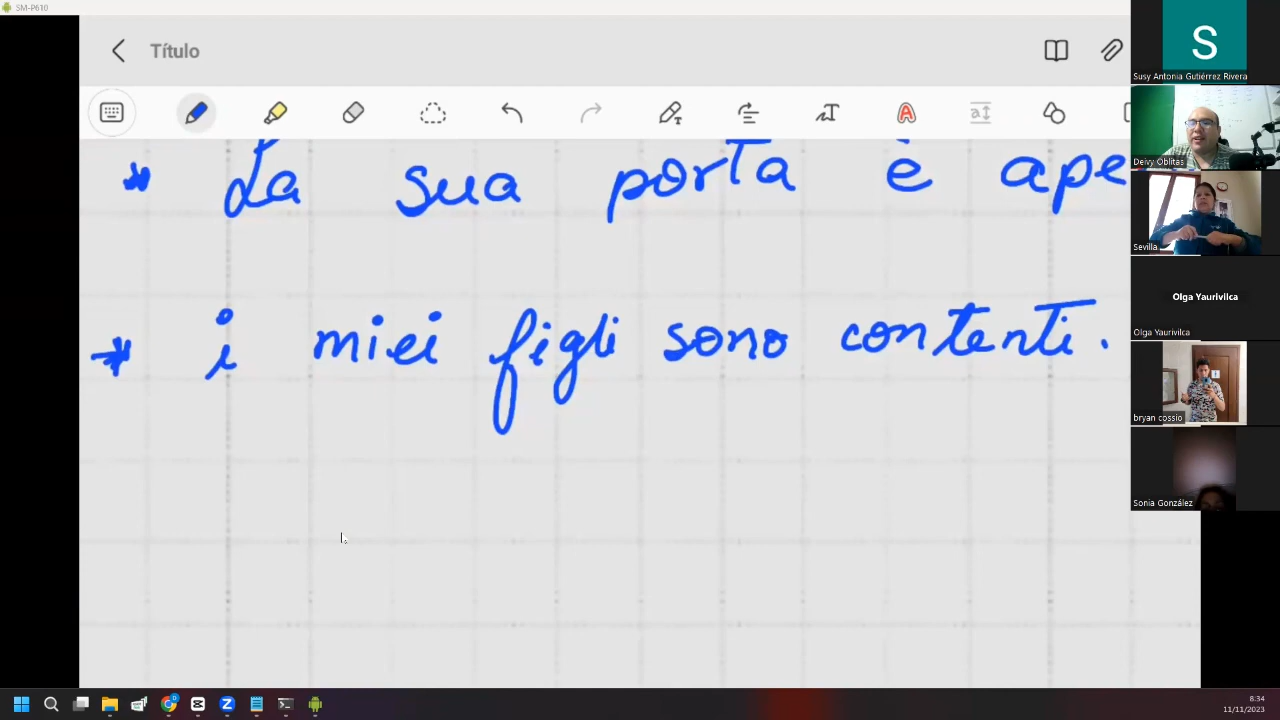 SM-P610
Título
* La sua porta è ape
* i miei figli sono contenti.
S
Susy Antonia Gutiérrez Rivera
Deivy Oblitas
Sevilla
Olga Yaurivilca
Olga Yaurivilca
bryan cossio
Sonia González
8:34
11/11/2023